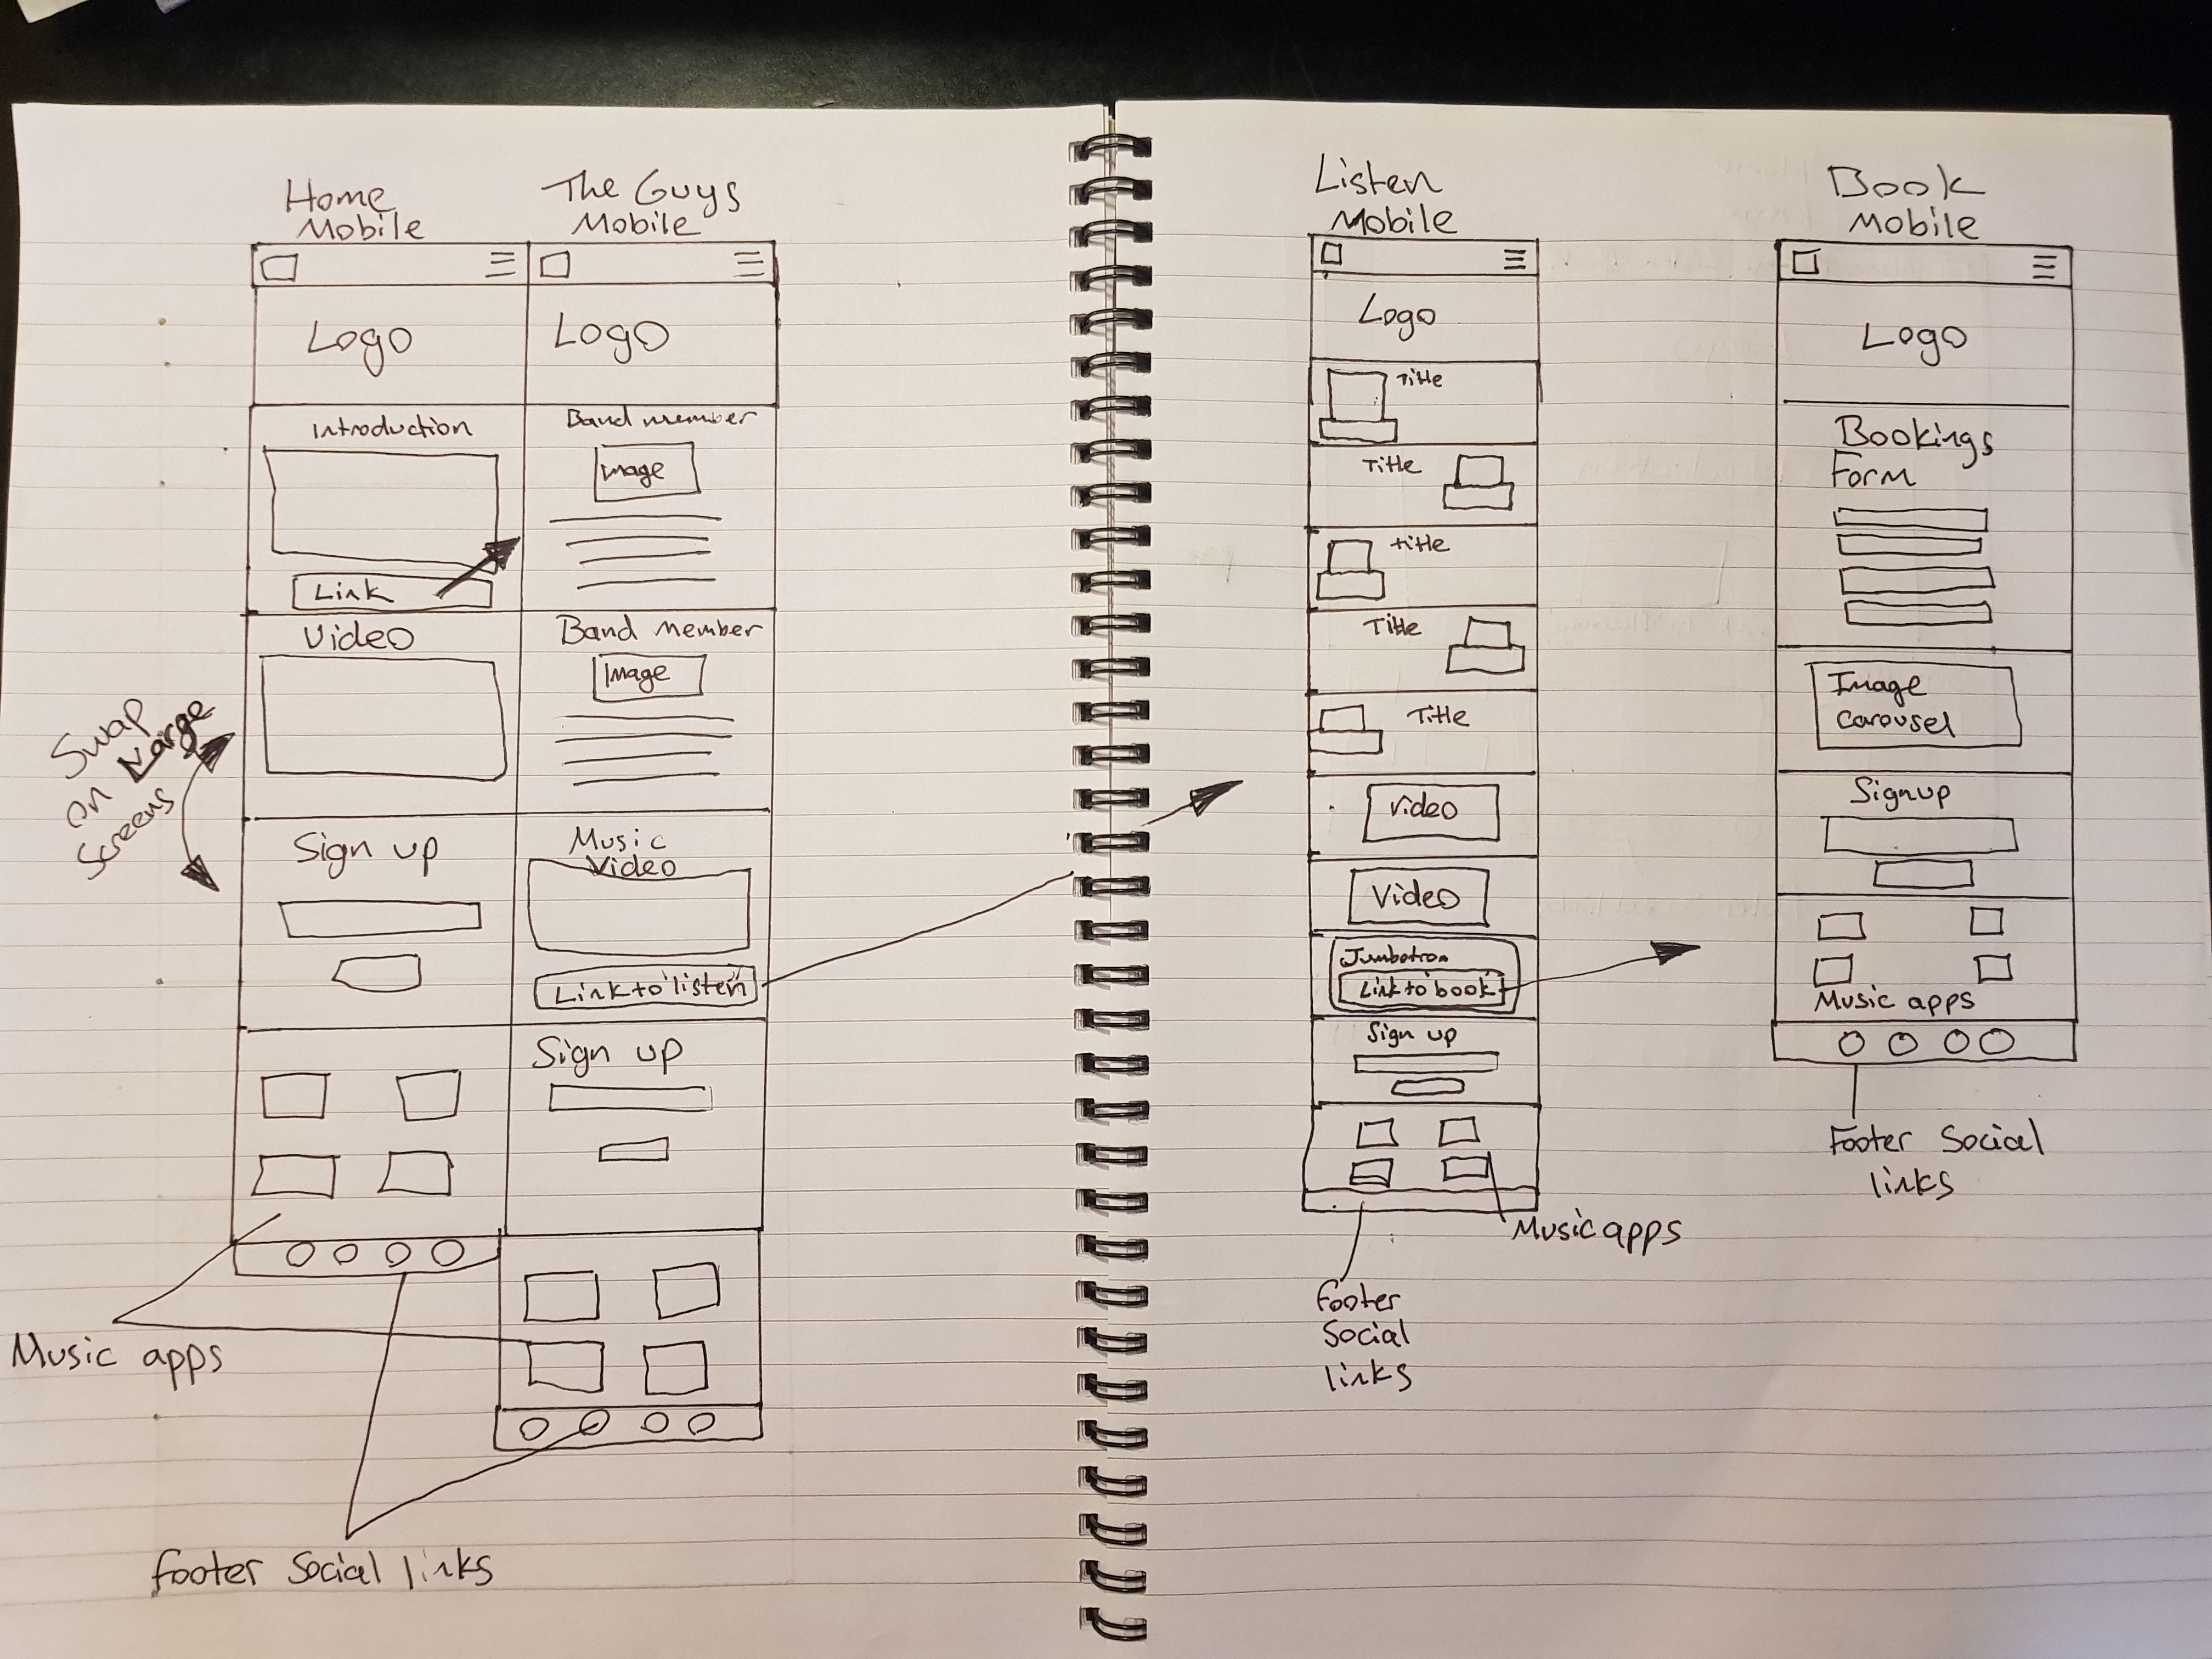 Home
Mobile
Logo
Introduction
Link
Video
Sign up
Swap
on large
screens
Music apps
footer social links
The Guys
Mobile
Logo
Band member
Image
Band member
Image
Music
Video
Link to listen
Sign up
Listen
Mobile
Logo
Title
Title
Title
Title
Title
Video
Video
Jumbotron
Link to book
Sign up
footer
Social
links
Music apps
Book
Mobile
Logo
Bookings
Form
Image
carousel
Signup
Music apps
Footer Social
links